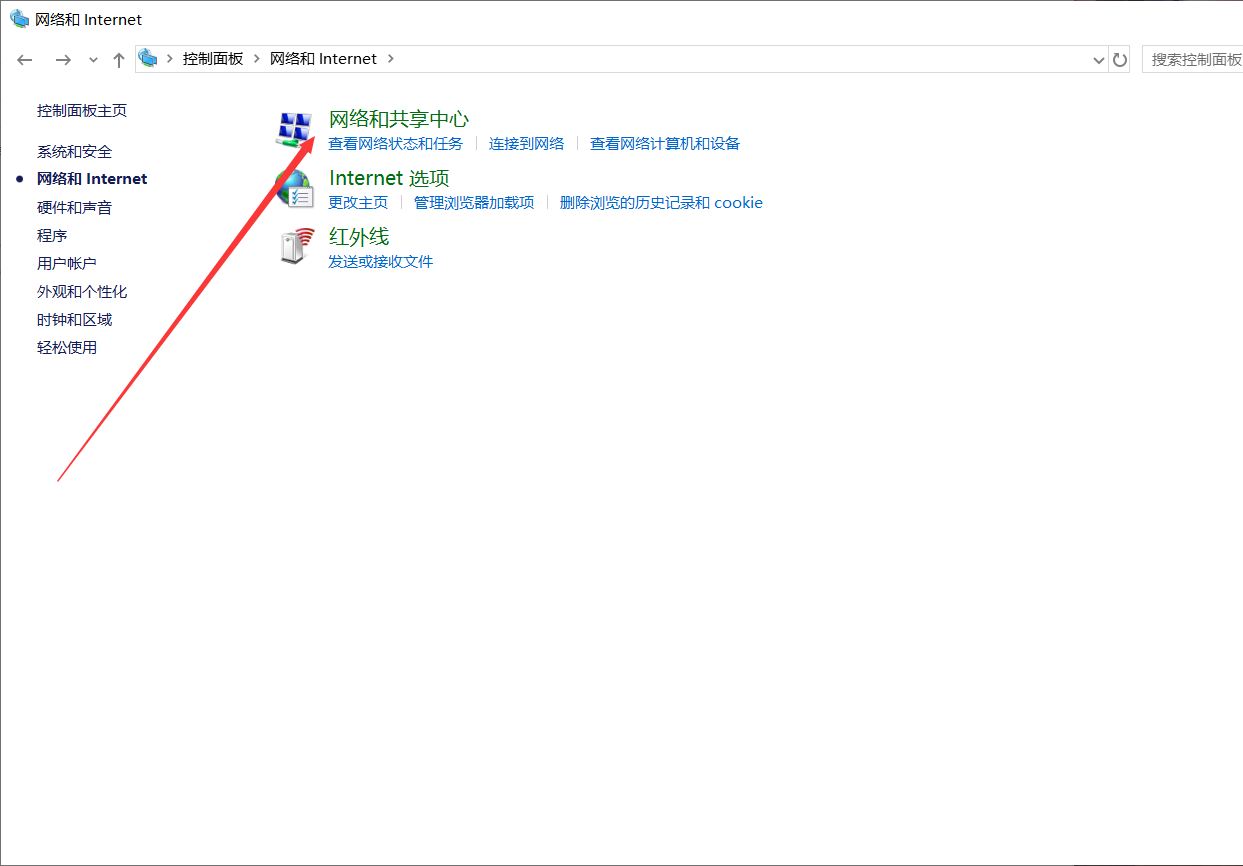 网络和 Internet
控制面板 网络和 Internet
搜索控制面板
控制面板主页
系统和安全
网络和 Internet
硬件和声音
程序
用户帐户
外观和个性化
时钟和区域
轻松使用
网络和共享中心
查看网络状态和任务 连接到网络 查看网络计算机和设备
Internet 选项
更改主页 管理浏览器加载项 删除浏览的历史记录和 cookie
红外线
发送或接收文件